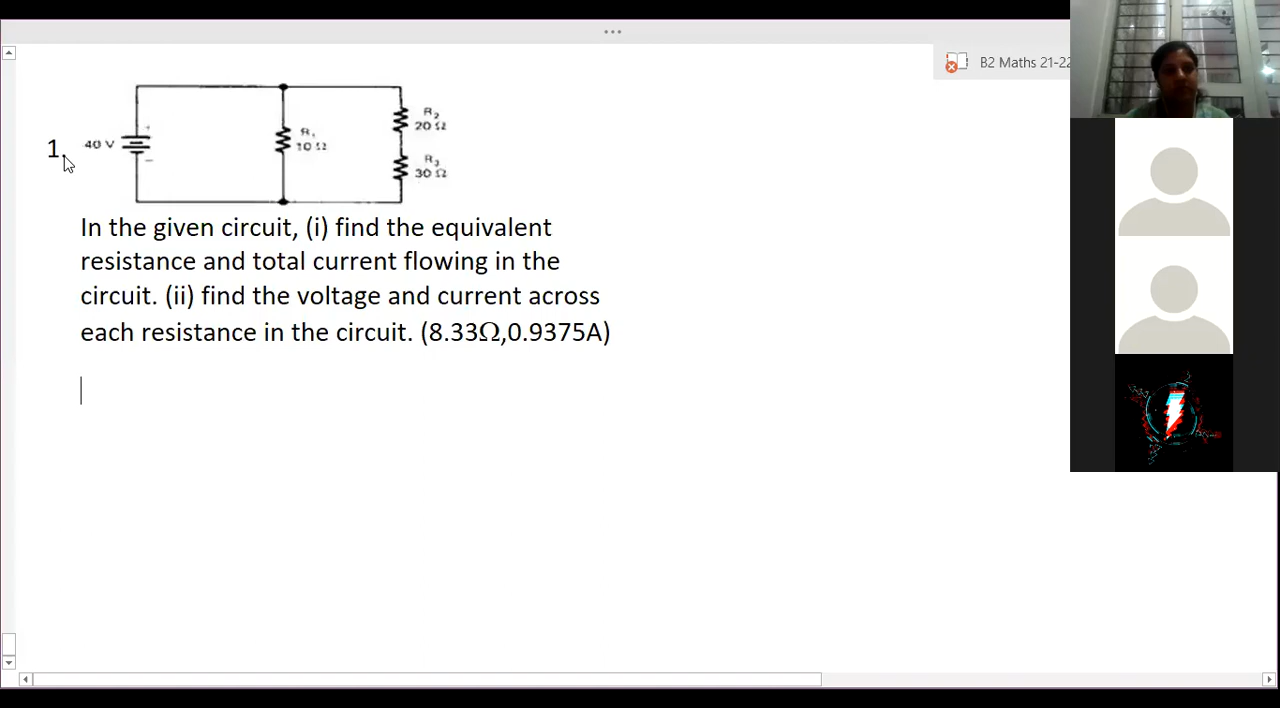 B2 Maths 21-22
R₂
20 Ω
R₁
10 Ω
40 V
+
−
1.
R₃
30 Ω
In the given circuit, (i) find the equivalent
resistance and total current flowing in the
circuit. (ii) find the voltage and current across
each resistance in the circuit. (8.33Ω,0.9375A)